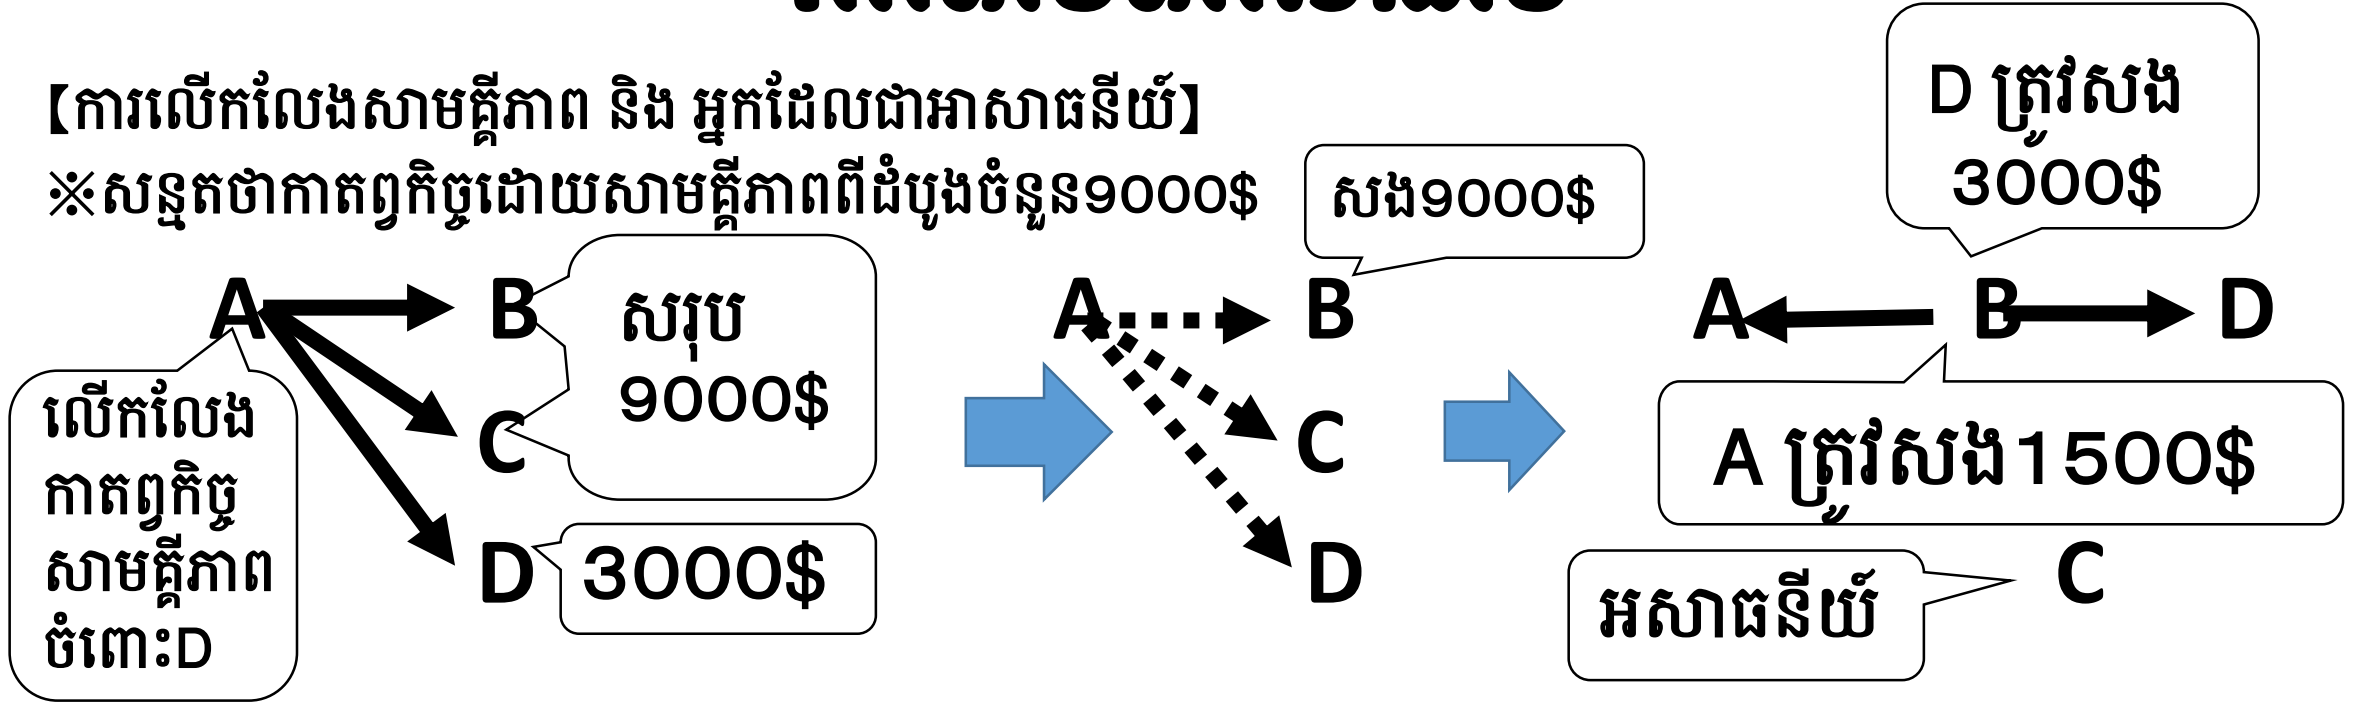 【ការលើកលែងសាមគ្គីភាព និង អ្នកដែលជាអាសាធនីយ៍】
※សន្មតថាកាតព្វកិច្ចដោយសាមគ្គីភាពពីដំបូងចំនួន9000$
A
B
C
D
សរុប
9000$
3000$
លើកលែង
កាតព្វកិច្ច
សាមគ្គីភាព
ចំពោះD
សង9000$
A
B
C
D
D ត្រូវសង
3000$
A
B
D
A ត្រូវសង1500$
អសាធនីយ៍
C